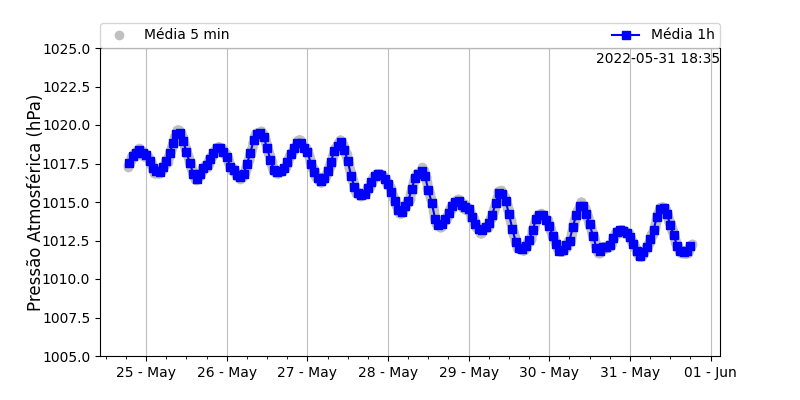 Média 5 min
Média 1h
2022-05-31 18:35
Pressão Atmosférica (hPa)
1025.0
1022.5
1020.0
1017.5
1015.0
1012.5
1010.0
1007.5
1005.0
25 - May
26 - May
27 - May
28 - May
29 - May
30 - May
31 - May
01 - Jun